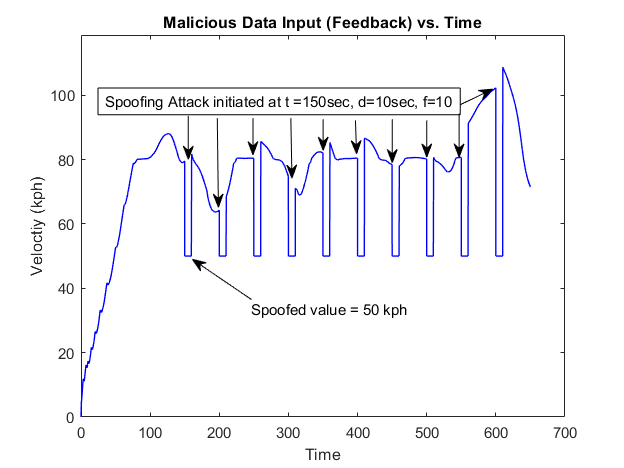 Malicious Data Input (Feedback) vs. Time
Spoofing Attack initiated at t =150sec, d=10sec, f=10
Spoofed value = 50 kph
Veloctiy (kph)
100
80
60
40
20
0
0 100 200 300 400 500 600 700
Time